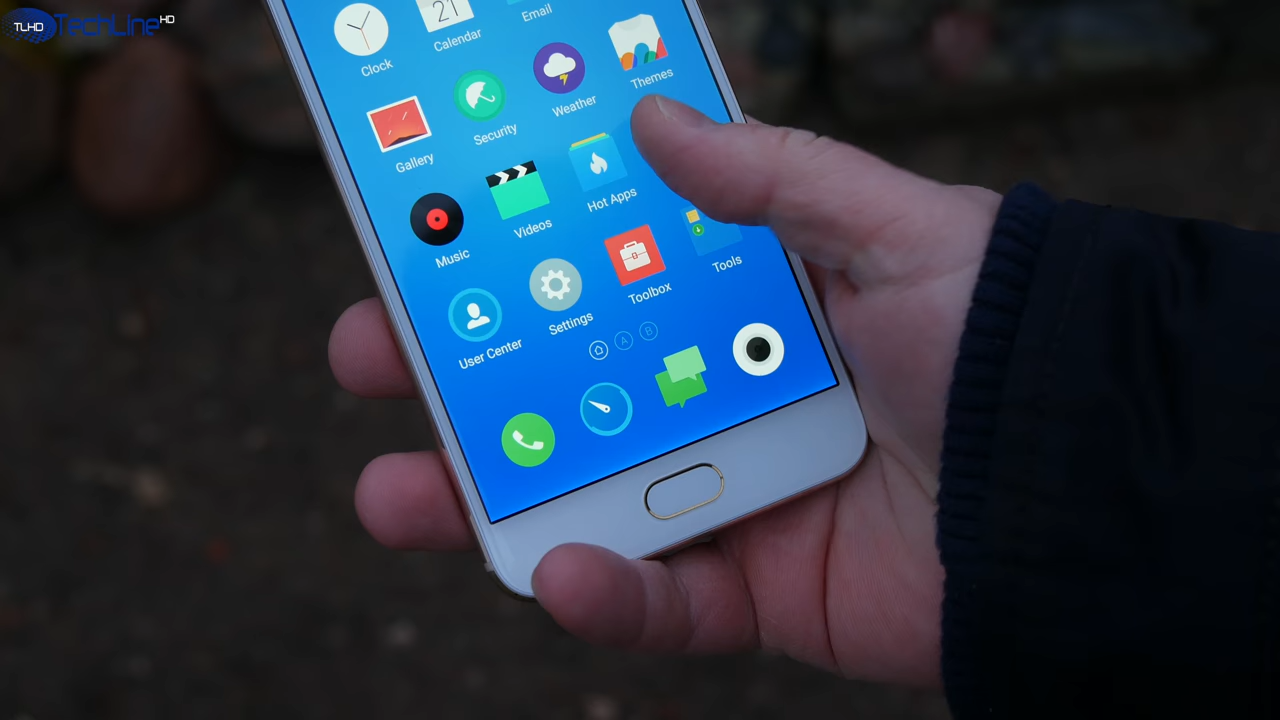 TLHD TechLine HD
Clock
21
Calendar
Email
Gallery
Security
Weather
Themes
Music
Videos
Hot Apps
User Center
Settings
Toolbox
Tools
A
B